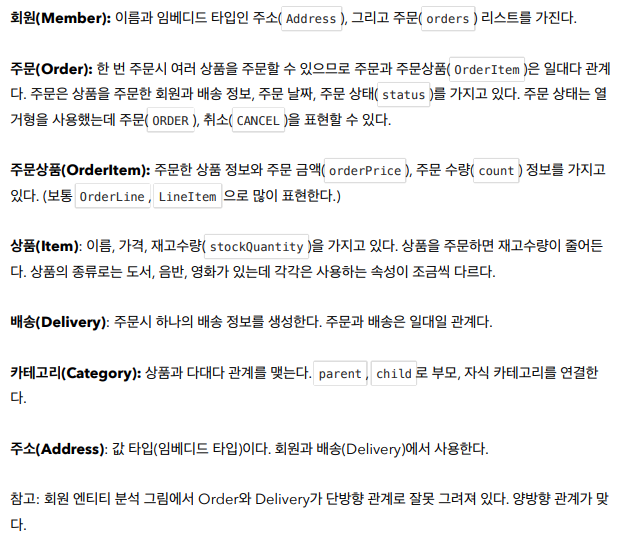 회원(Member): 이름과 임베디드 타입인 주소( Address ), 그리고 주문( orders ) 리스트를 가진다.
주문(Order): 한 번 주문시 여러 상품을 주문할 수 있으므로 주문과 주문상품( OrderItem )은 일대다 관계
다. 주문은 상품을 주문한 회원과 배송 정보, 주문 날짜, 주문 상태( status )를 가지고 있다. 주문 상태는 열
거형을 사용했는데 주문( ORDER ), 취소( CANCEL )을 표현할 수 있다.
주문상품(OrderItem): 주문한 상품 정보와 주문 금액( orderPrice ), 주문 수량( count ) 정보를 가지고
있다. (보통 OrderLine , LineItem 으로 많이 표현한다.)
상품(Item): 이름, 가격, 재고수량( stockQuantity )을 가지고 있다. 상품을 주문하면 재고수량이 줄어든
다. 상품의 종류로는 도서, 음반, 영화가 있는데 각각은 사용하는 속성이 조금씩 다르다.
배송(Delivery): 주문시 하나의 배송 정보를 생성한다. 주문과 배송은 일대일 관계다.
카테고리(Category): 상품과 다대다 관계를 맺는다. parent , child 로 부모, 자식 카테고리를 연결한
다.
주소(Address): 값 타입(임베디드 타입)이다. 회원과 배송(Delivery)에서 사용한다.
참고: 회원 엔티티 분석 그림에서 Order와 Delivery가 단방향 관계로 잘못 그려져 있다. 양방향 관계가 맞
다.